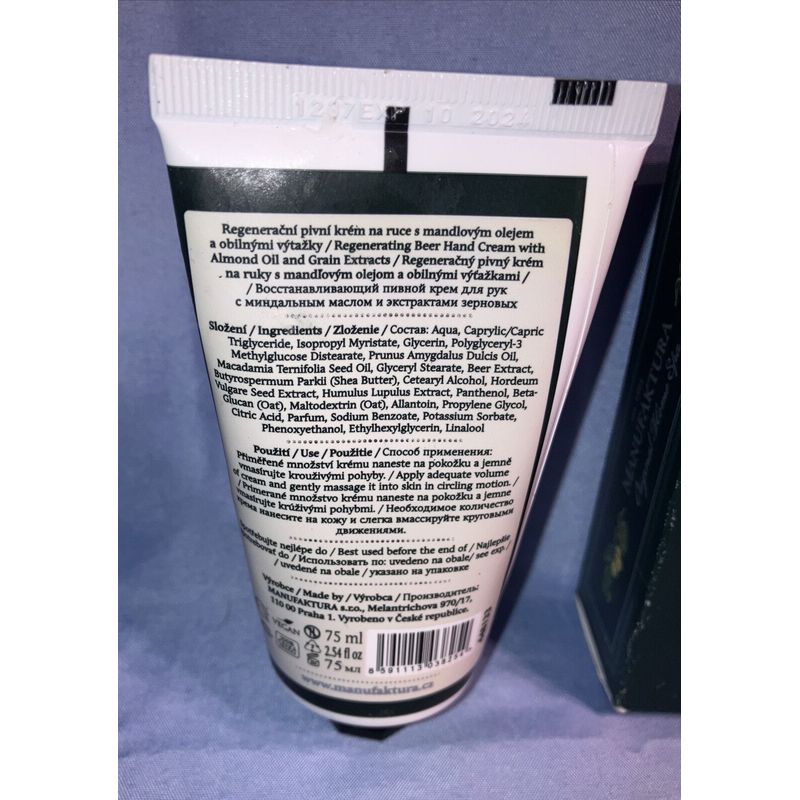 1207EXP 10 2024
Regenerační pivní krém na ruce s mandlovým olejem
a obilnými výtažky / Regenerating Beer Hand Cream with
Almond Oil and Grain Extracts / Regeneračný pivný krém
na ruky s mandľovým olejom a obilnými výťažkami /
/ Восстанавливающий пивной крем для рук
с миндальным маслом и экстрактами зерновых
Složení / Ingredients / Zloženie / Состав: Aqua, Caprylic/Capric
Triglyceride, Isopropyl Myristate, Glycerin, Polyglyceryl-3
Methylglucose Distearate, Prunus Amygdalus Dulcis Oil,
Macadamia Ternifolia Seed Oil, Glyceryl Stearate, Beer Extract,
Butyrospermum Parkii (Shea Butter), Cetearyl Alcohol, Hordeum
Vulgare Seed Extract, Humulus Lupulus Extract, Panthenol, Beta-
Glucan (Oat), Maltodextrin (Oat), Allantoin, Propylene Glycol,
Citric Acid, Parfum, Sodium Benzoate, Potassium Sorbate,
Phenoxyethanol, Ethylhexylglycerin, Linalool
Použití / Use / Použitie / Способ применения:
Přiměřené množství krému naneste na pokožku a jemně
vmasírujte krouživými pohyby. / Apply adequate volume
of cream and gently massage it into skin in circling motion. /
/ Primerané množstvo krému naneste na pokožku a jemne
vmasírujte krúživými pohybmi. / Необходимое количество
крема нанесите на кожу и слегка вмассируйте круговыми
движениями.
Spotřebujte nejlépe do / Best used before the end of / Najlepšie
spotrebovať do / Использовать по: uvedeno na obale/ see exp./
/ uvedené na obale / указано на упаковке
Výrobce / Made by / Výrobca / Производитель:
MANUFAKTURA s.r.o., Melantrichova 970/17,
110 00 Praha 1. Vyrobeno v České republice.
VEGAN
75 ml
2.54 fl oz
75 мл
www.manufaktura.cz
MANUFAKTURA